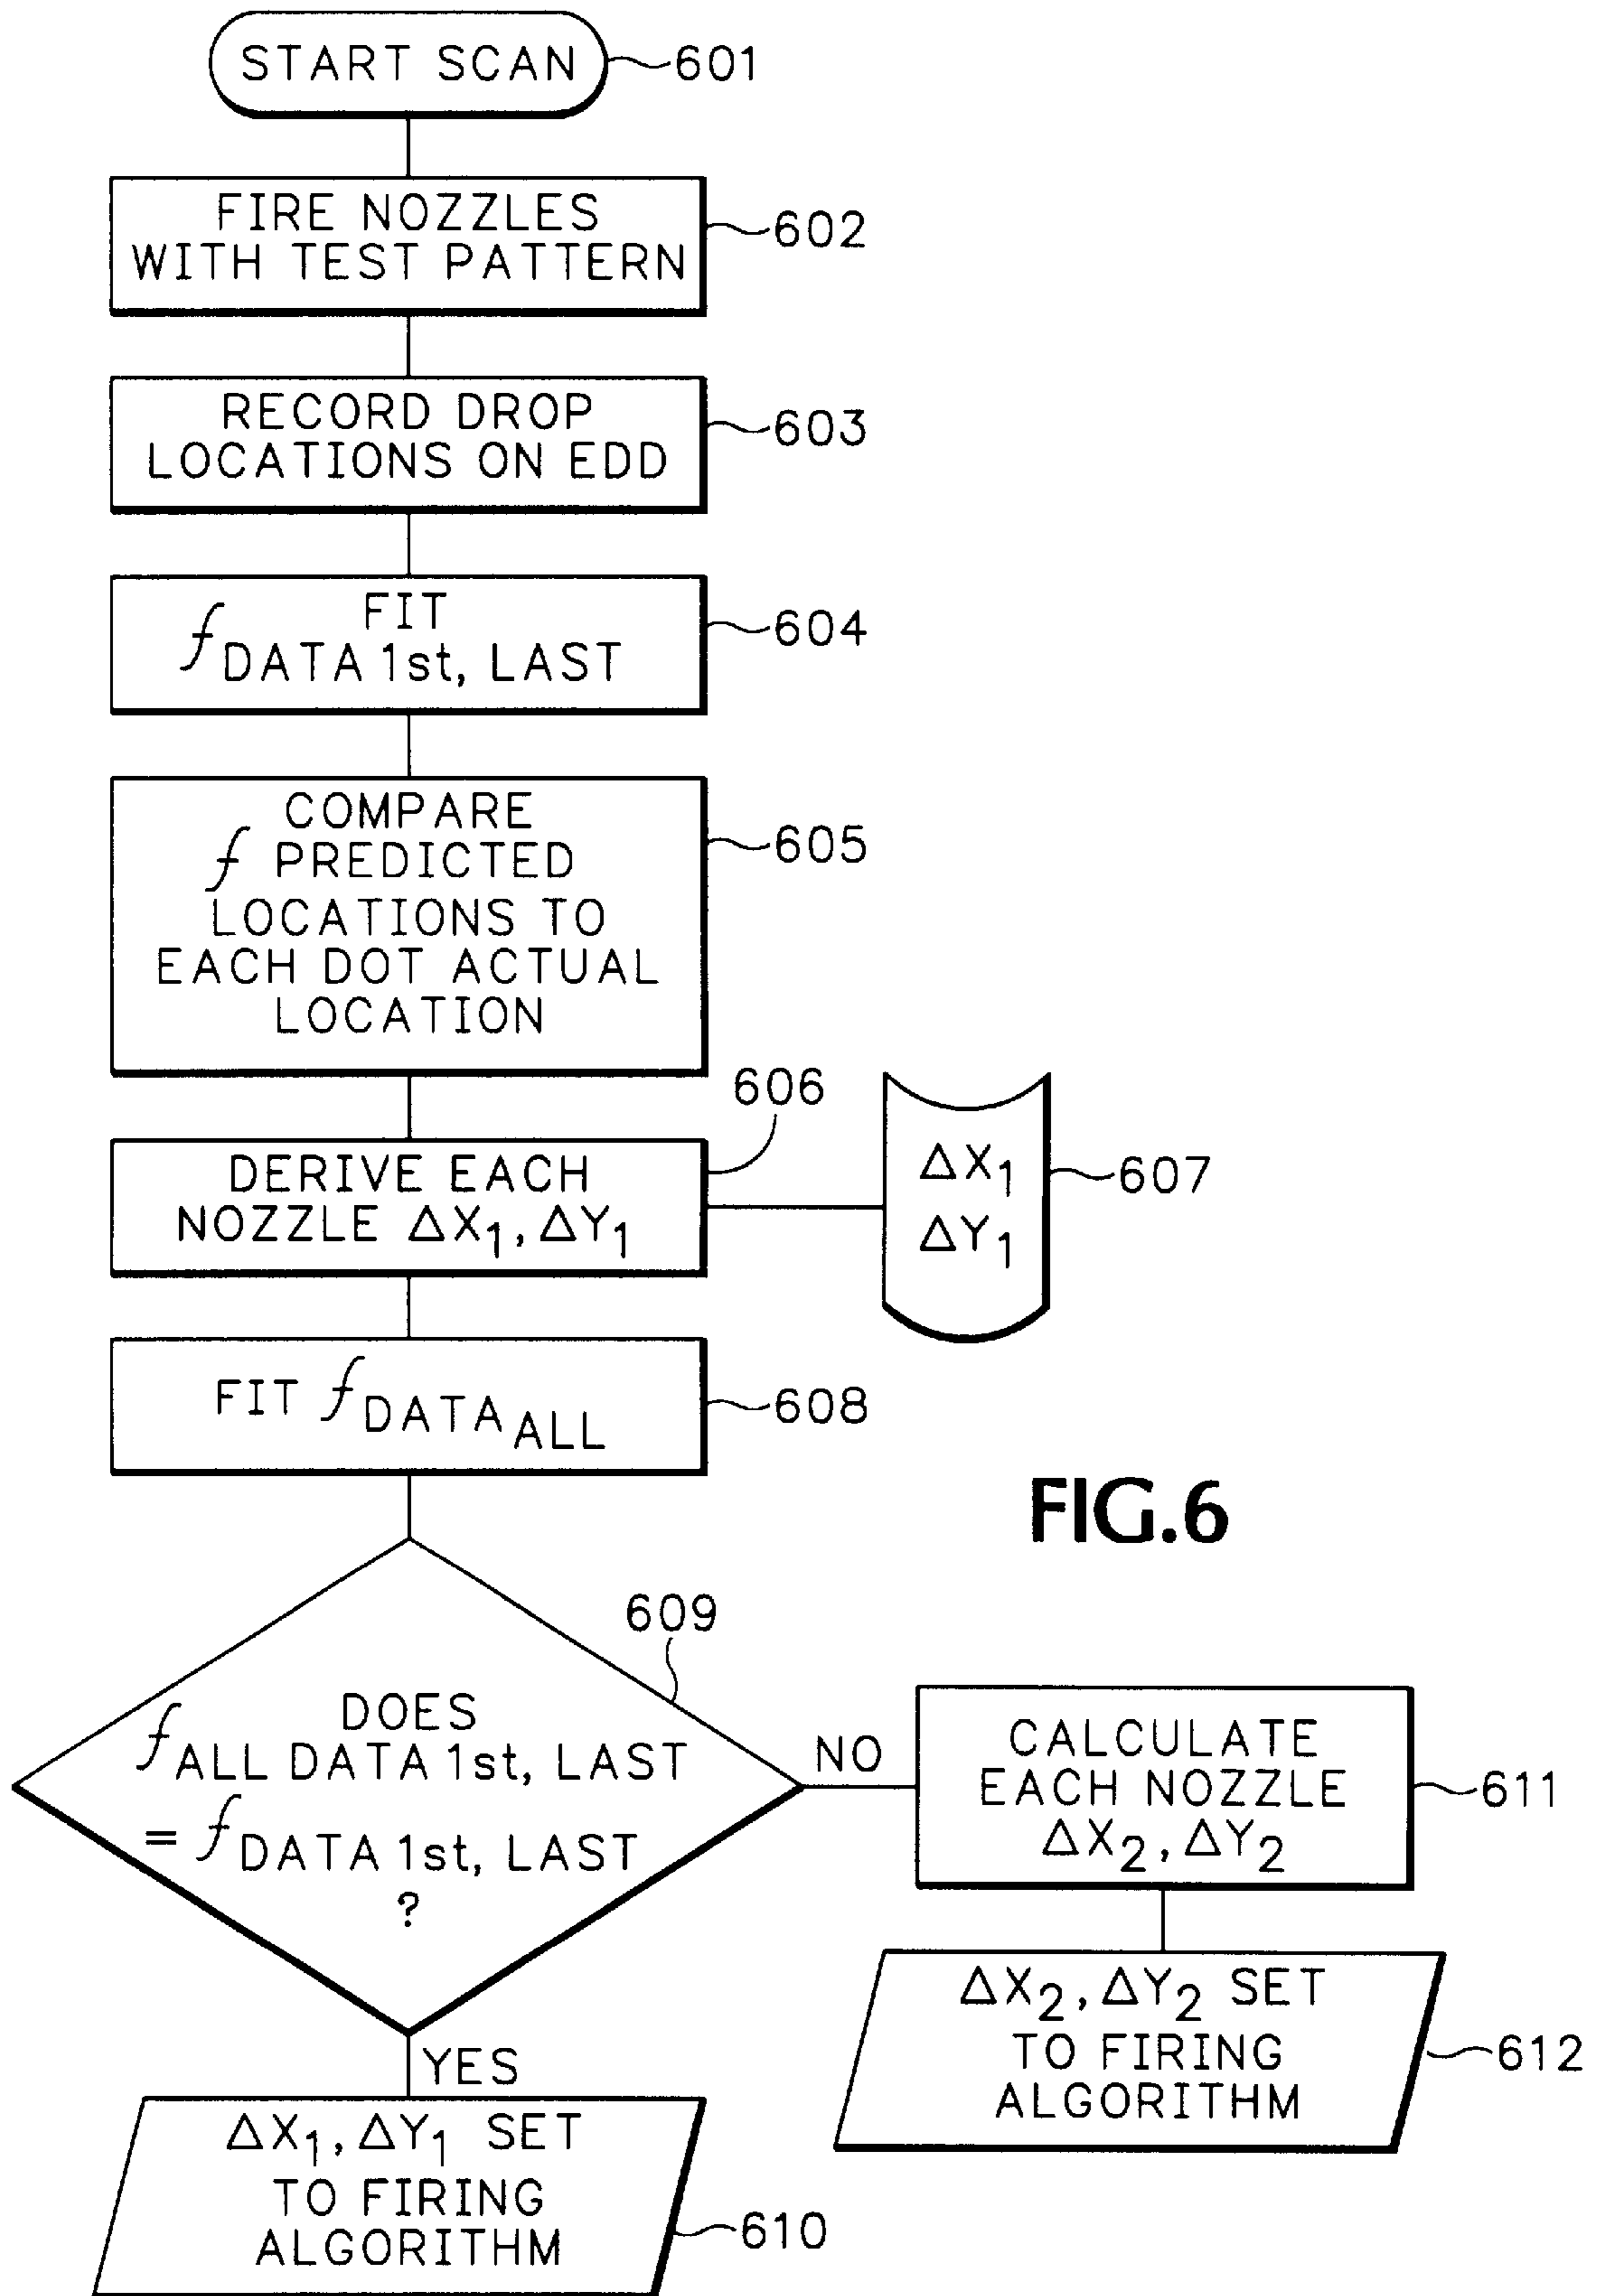 START SCAN
601
FIRE NOZZLES
WITH TEST PATTERN
602
RECORD DROP
LOCATIONS ON EDD
603
FIT
f DATA 1st, LAST
604
COMPARE
f PREDICTED
LOCATIONS TO
EACH DOT ACTUAL
LOCATION
605
606
DERIVE EACH
NOZZLE ΔX1, ΔY1
ΔX1
ΔY1
607
FIT f DATA ALL
608
FIG.6
609
DOES
f ALL DATA 1st, LAST
= f DATA 1st, LAST
?
NO
CALCULATE
EACH NOZZLE
ΔX2, ΔY2
611
ΔX2, ΔY2 SET
TO FIRING
ALGORITHM
612
YES
ΔX1, ΔY1 SET
TO FIRING
ALGORITHM
610